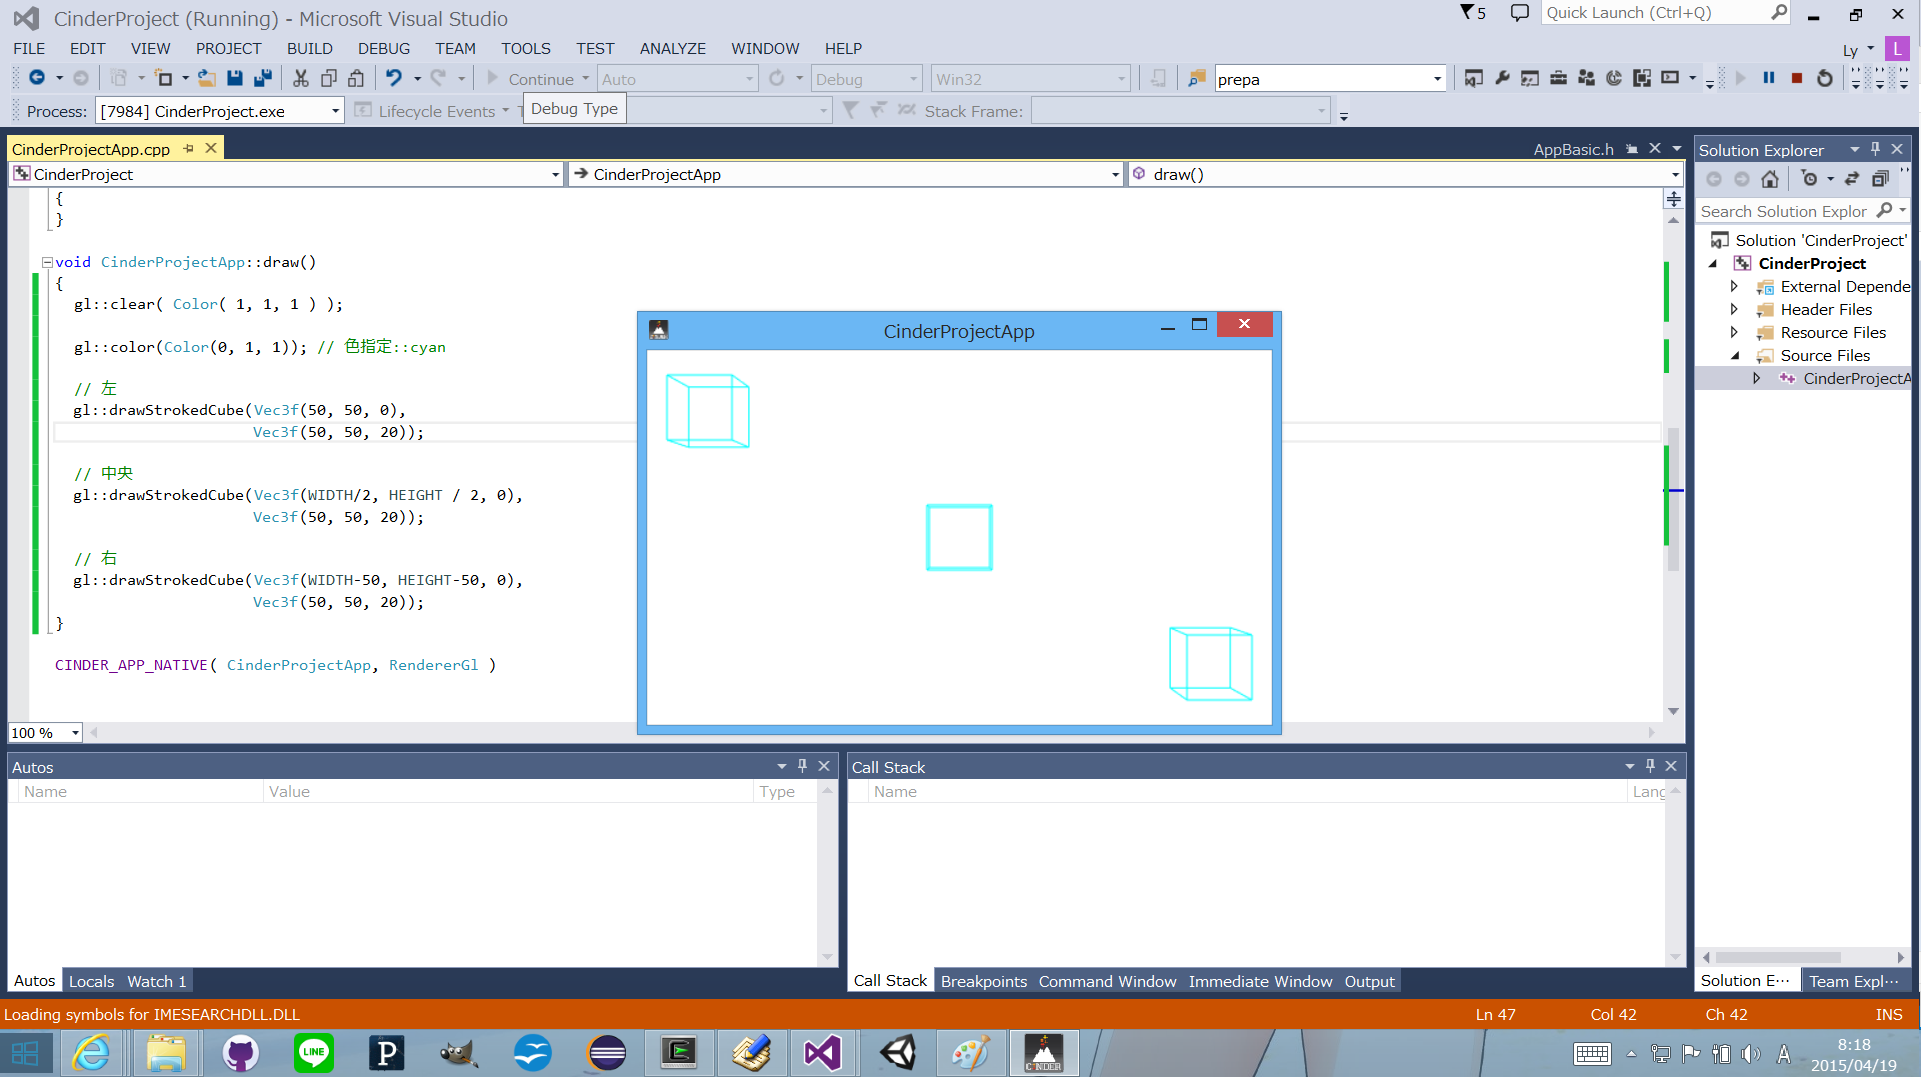 CinderProject (Running) - Microsoft Visual Studio
5
Quick Launch (Ctrl+Q)
FILE EDIT VIEW PROJECT BUILD DEBUG TEAM TOOLS TEST ANALYZE WINDOW HELP
Ly L
Continue Auto Debug Win32 prepa
Process: [7984] CinderProject.exe Lifecycle Events Debug Type Stack Frame:
CinderProjectApp.cpp
AppBasic.h
CinderProject CinderProjectApp draw()
{
}
void CinderProjectApp::draw()
{
gl::clear( Color( 1, 1, 1 ) );
gl::color(Color(0, 1, 1)); // 色指定::cyan
// 左
gl::drawStrokedCube(Vec3f(50, 50, 0),
Vec3f(50, 50, 20));
// 中央
gl::drawStrokedCube(Vec3f(WIDTH/2, HEIGHT / 2, 0),
Vec3f(50, 50, 20));
// 右
gl::drawStrokedCube(Vec3f(WIDTH-50, HEIGHT-50, 0),
Vec3f(50, 50, 20));
}
CINDER_APP_NATIVE( CinderProjectApp, RendererGl )
100 %
CinderProjectApp
Solution Explorer
Search Solution Explor
Solution 'CinderProject'
CinderProject
External Depende
Header Files
Resource Files
Source Files
CinderProjectA
Solution E··· Team Expl···
Autos
Name Value Type
Autos Locals Watch 1
Call Stack
Name Lang
Call Stack Breakpoints Command Window Immediate Window Output
Loading symbols for IMESEARCHDLL.DLL
Ln 47 Col 42 Ch 42 INS
LINE
P
CINDER
A
8:18
2015/04/19